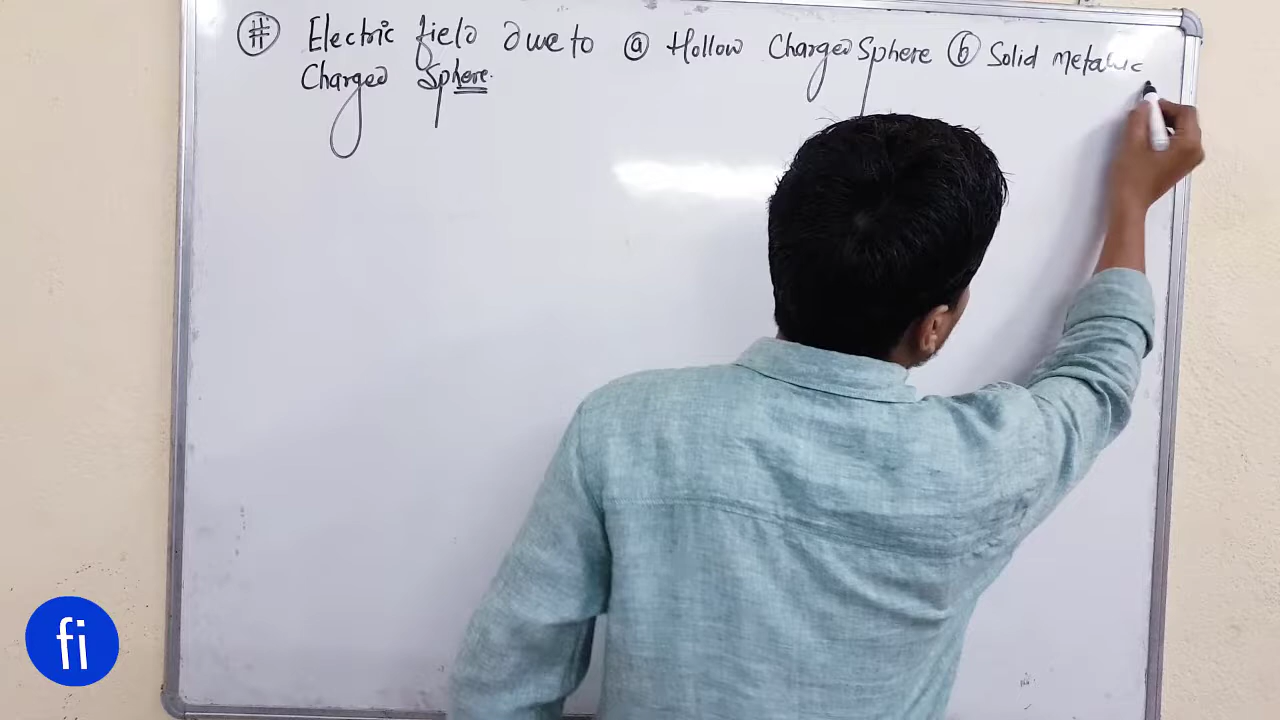 # Electric field due to (a) Hollow Charged Sphere (b) Solid metallic
Charged Sphere.
fi